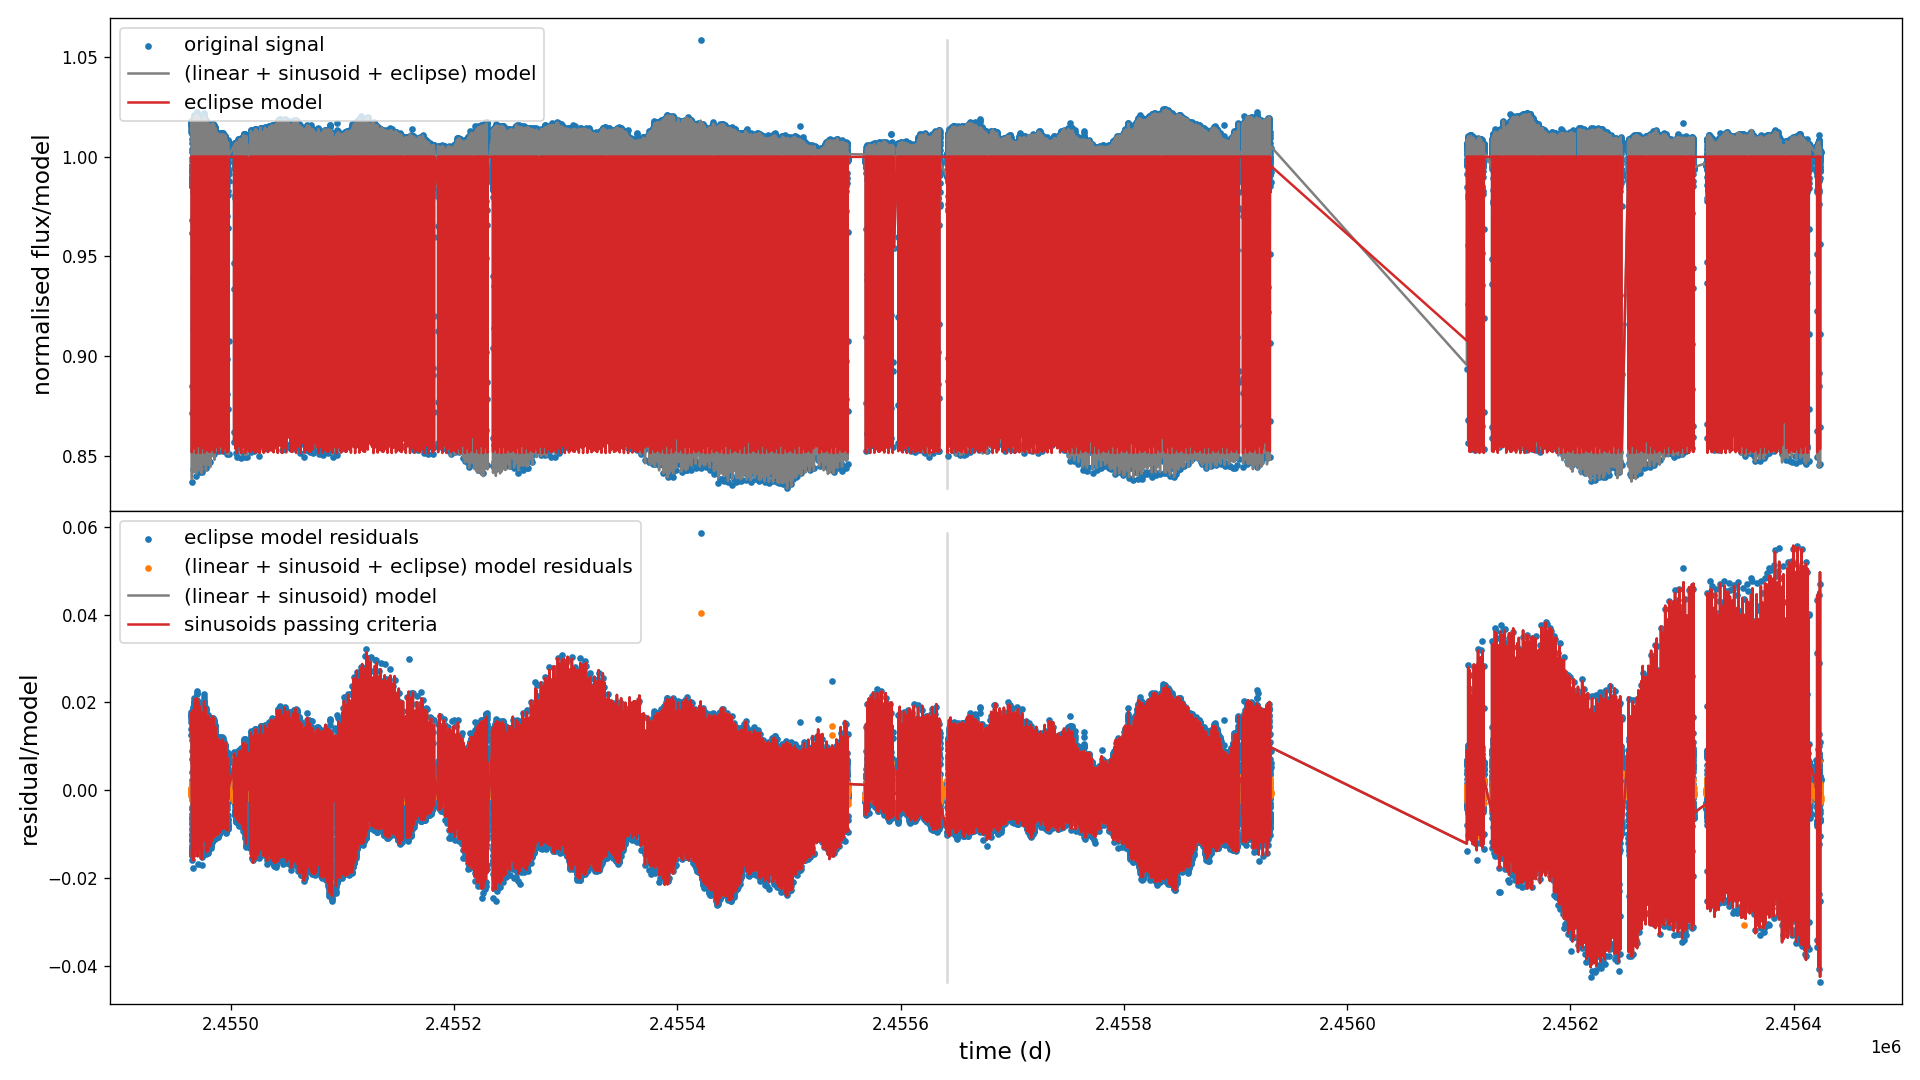 original signal
(linear + sinusoid + eclipse) model
eclipse model
1.05
1.00
0.95
0.90
0.85
normalised flux/model
eclipse model residuals
(linear + sinusoid + eclipse) model residuals
(linear + sinusoid) model
sinusoids passing criteria
0.06
0.04
0.02
0.00
−0.02
−0.04
residual/model
2.4550 2.4552 2.4554 2.4556 2.4558 2.4560 2.4562 2.4564
1e6
time (d)